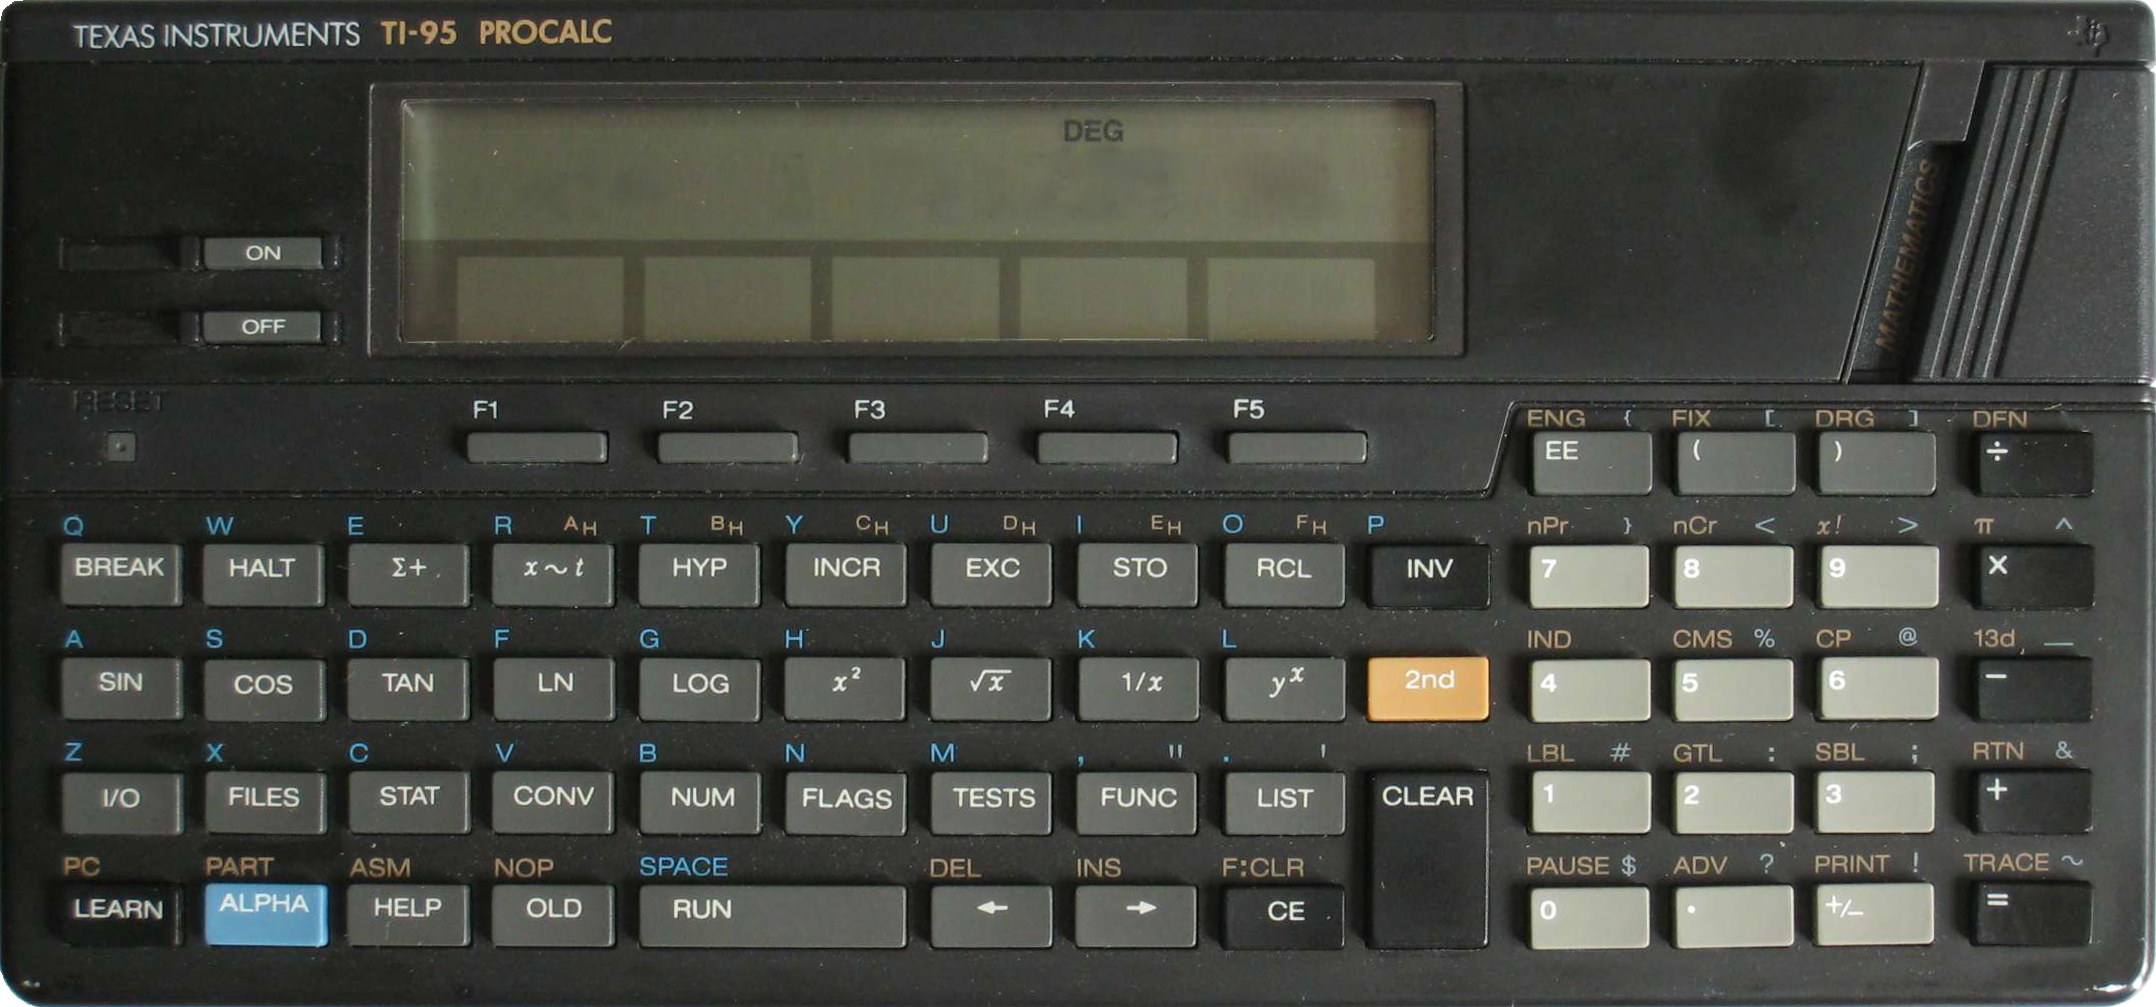 TEXAS INSTRUMENTS TI-95 PROCALC
DEG
MATHEMATICS
ON
OFF
RESET
F1 F2 F3 F4 F5
ENG { FIX [ DRG ] DFN \
EE ( ) ÷
Q W E R AH T BH Y CH U DH I EH O FH P nPr } nCr < x! > π ^
BREAK HALT Σ+ x~t HYP INCR EXC STO RCL INV 7 8 9 ×
A S D F G H J K L IND CMS % CP @ 13d _
SIN COS TAN LN LOG x² √x 1/x yˣ 2nd 4 5 6 −
Z X C V B N M , " . ' LBL # GTL : SBL ; RTN &
I/O FILES STAT CONV NUM FLAGS TESTS FUNC LIST CLEAR 1 2 3 +
PC PART ASM NOP SPACE DEL INS F:CLR PAUSE $ ADV ? PRINT ! TRACE ~
LEARN ALPHA HELP OLD RUN ← → CE 0 . +/− =